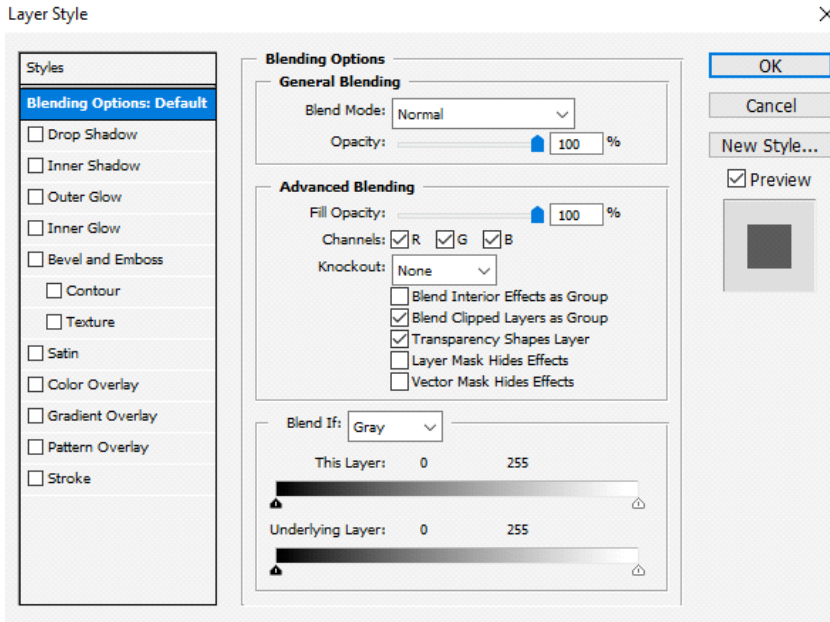 Layer Style
Styles
Blending Options: Default
Drop Shadow
Inner Shadow
Outer Glow
Inner Glow
Bevel and Emboss
Contour
Texture
Satin
Color Overlay
Gradient Overlay
Pattern Overlay
Stroke
Blending Options
General Blending
Blend Mode: Normal
Opacity: 100 %
Advanced Blending
Fill Opacity: 100 %
Channels: R G B
Knockout: None
Blend Interior Effects as Group
Blend Clipped Layers as Group
Transparency Shapes Layer
Layer Mask Hides Effects
Vector Mask Hides Effects
Blend If: Gray
This Layer: 0 255
Underlying Layer: 0 255
OK
Cancel
New Style...
Preview